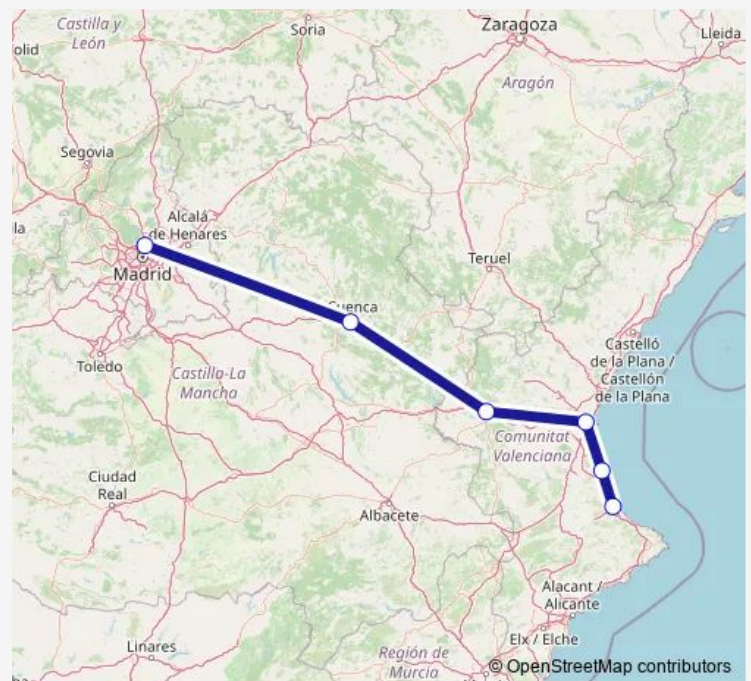 Castilla y
León
Soria
Zaragoza
Lleida
olid
Aragón
Segovia
la
Alcalá
de Henares
Madrid
Teruel
Cuenca
Toledo
Castilla-La
Mancha
Castelló
de la Plana /
Castellón
de la Plana
Comunitat
Valenciana
Ciudad
Real
Albacete
Alacant /
Alicante
Elx / Elche
Linares
Región de
Murcia
© OpenStreetMap contributors